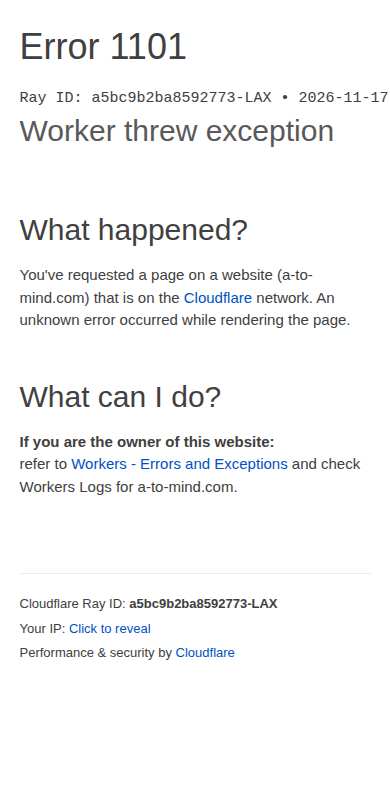 Error 1101
Ray ID: a5bc9b2ba8592773-LAX • 2026-11-17
Worker threw exception
What happened?
You've requested a page on a website (a-to-
mind.com) that is on the Cloudflare network. An
unknown error occurred while rendering the page.
What can I do?
If you are the owner of this website:
refer to Workers - Errors and Exceptions and check
Workers Logs for a-to-mind.com.
Cloudflare Ray ID: a5bc9b2ba8592773-LAX
Your IP: Click to reveal
Performance & security by Cloudflare